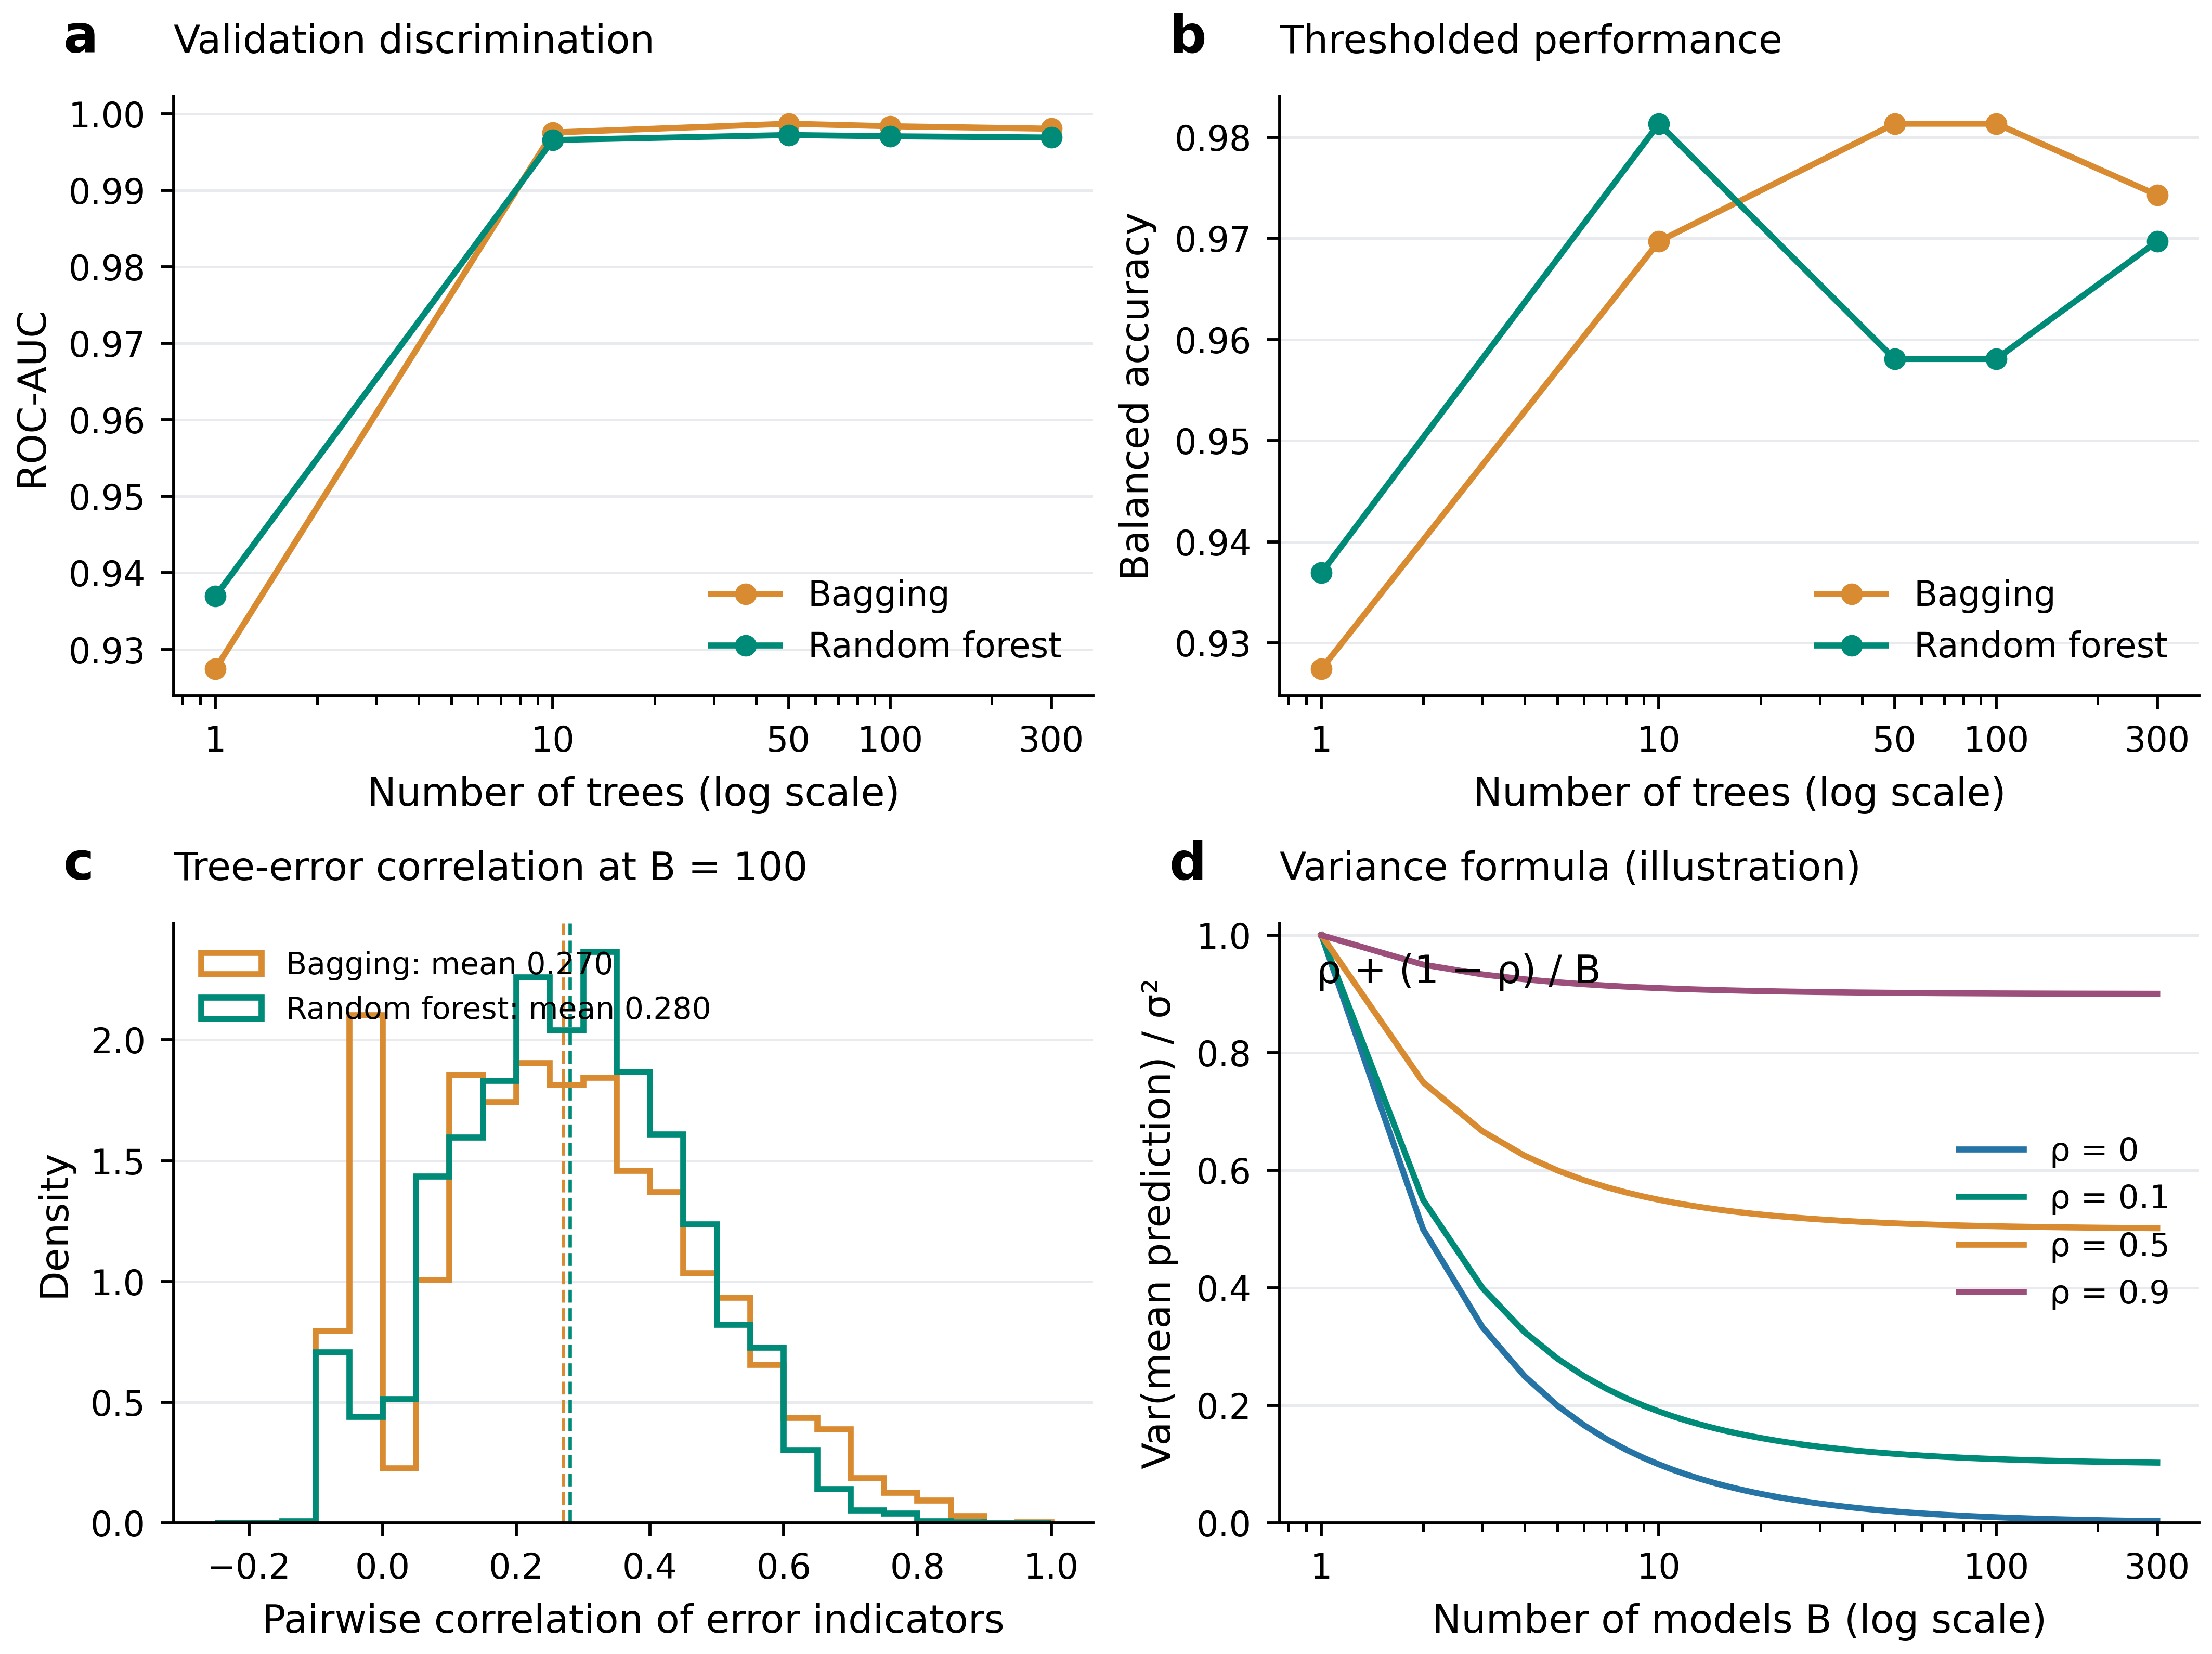 a Validation discrimination
ROC-AUC
1.00
0.99
0.98
0.97
0.96
0.95
0.94
0.93
Bagging
Random forest
1 10 50 100 300
Number of trees (log scale)
b Thresholded performance
Balanced accuracy
0.98
0.97
0.96
0.95
0.94
0.93
Bagging
Random forest
1 10 50 100 300
Number of trees (log scale)
c Tree-error correlation at B = 100
Density
Bagging: mean 0.270
Random forest: mean 0.280
2.0
1.5
1.0
0.5
0.0
−0.2 0.0 0.2 0.4 0.6 0.8 1.0
Pairwise correlation of error indicators
d Variance formula (illustration)
Var(mean prediction) / σ²
ρ + (1 − ρ) / B
1.0
0.8
0.6
0.4
0.2
0.0
ρ = 0
ρ = 0.1
ρ = 0.5
ρ = 0.9
1 10 100 300
Number of models B (log scale)